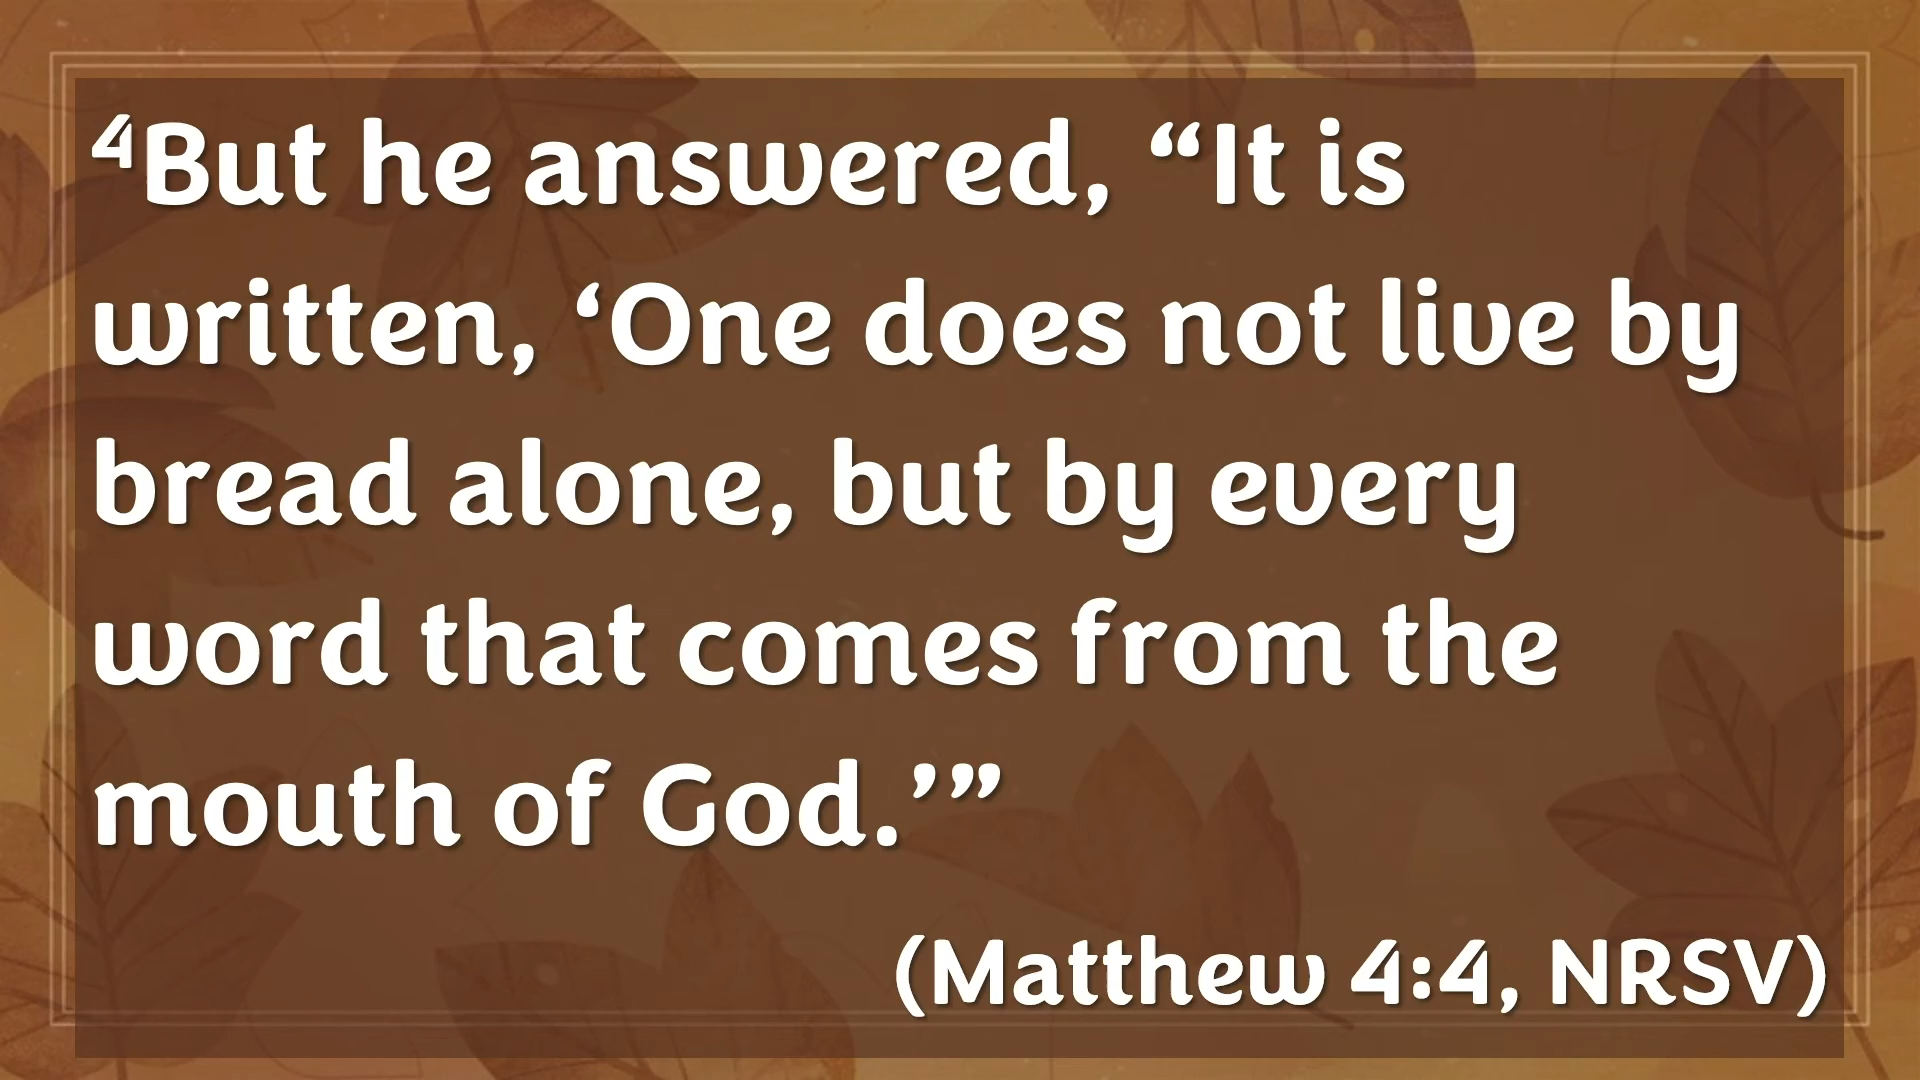 ⁴But he answered, “It is
written, ‘One does not live by
bread alone, but by every
word that comes from the
mouth of God.’”
(Matthew 4:4, NRSV)